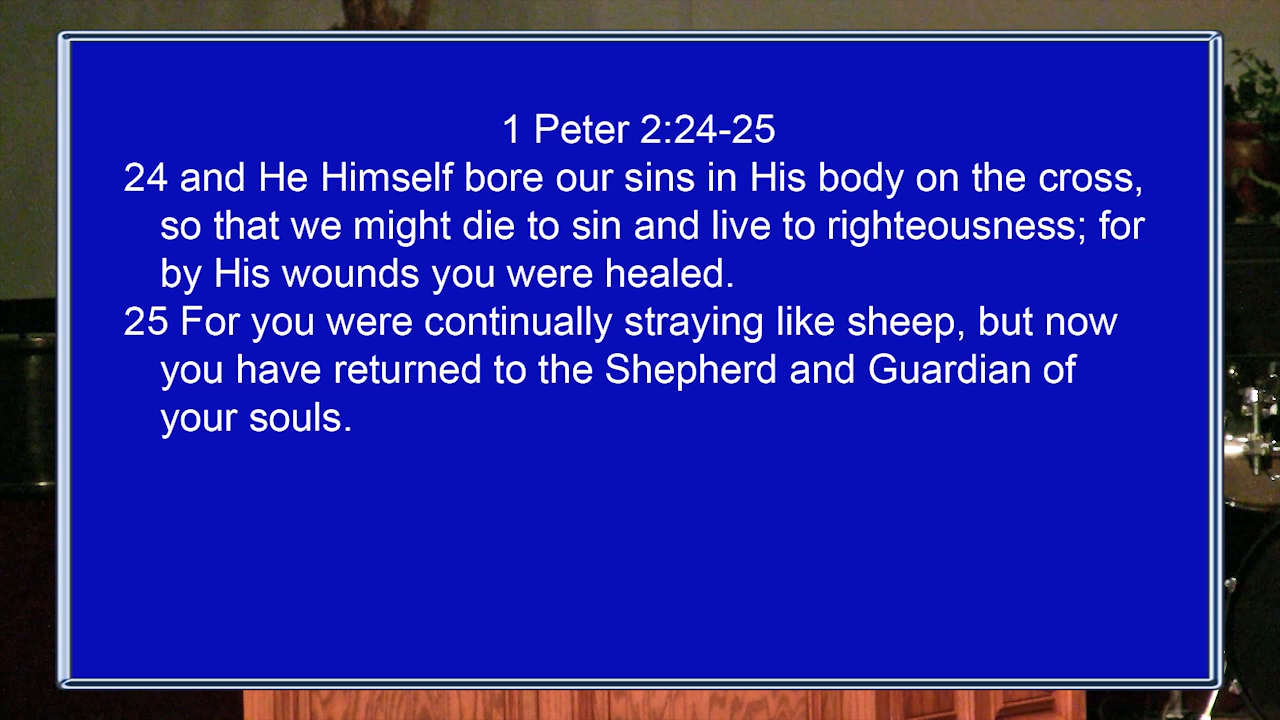 1 Peter 2:24-25
24 and He Himself bore our sins in His body on the cross,
so that we might die to sin and live to righteousness; for
by His wounds you were healed.
25 For you were continually straying like sheep, but now
you have returned to the Shepherd and Guardian of
your souls.